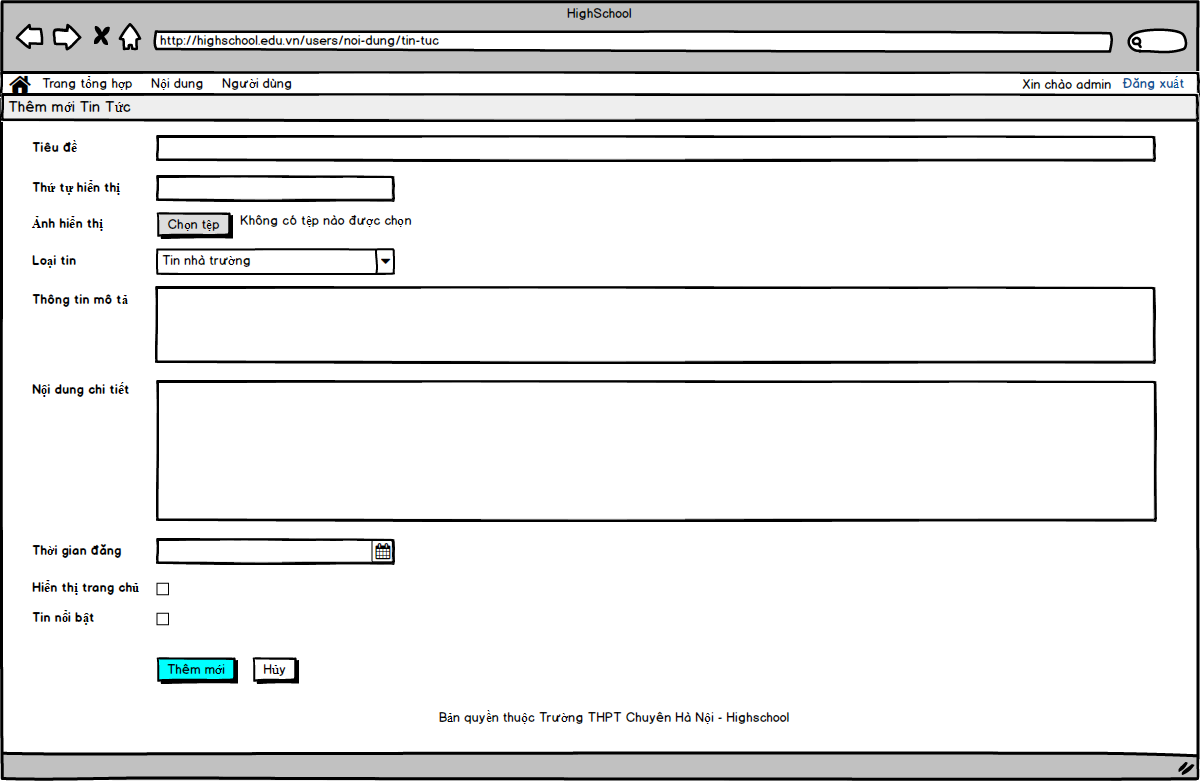 HighSchool
http://highschool.edu.vn/users/noi-dung/tin-tuc
Trang tổng hợp Nội dung Người dùng Xin chào admin Đăng xuất
Thêm mới Tin Tức
Tiêu đề
Thứ tự hiển thị
Ảnh hiển thị Chọn tệp Không có tệp nào được chọn
Loại tin Tin nhà trường
Thông tin mô tả
Nội dung chi tiết
Thời gian đăng
Hiển thị trang chủ
Tin nổi bật
Thêm mới Hủy
Bản quyền thuộc Trường THPT Chuyên Hà Nội - Highschool